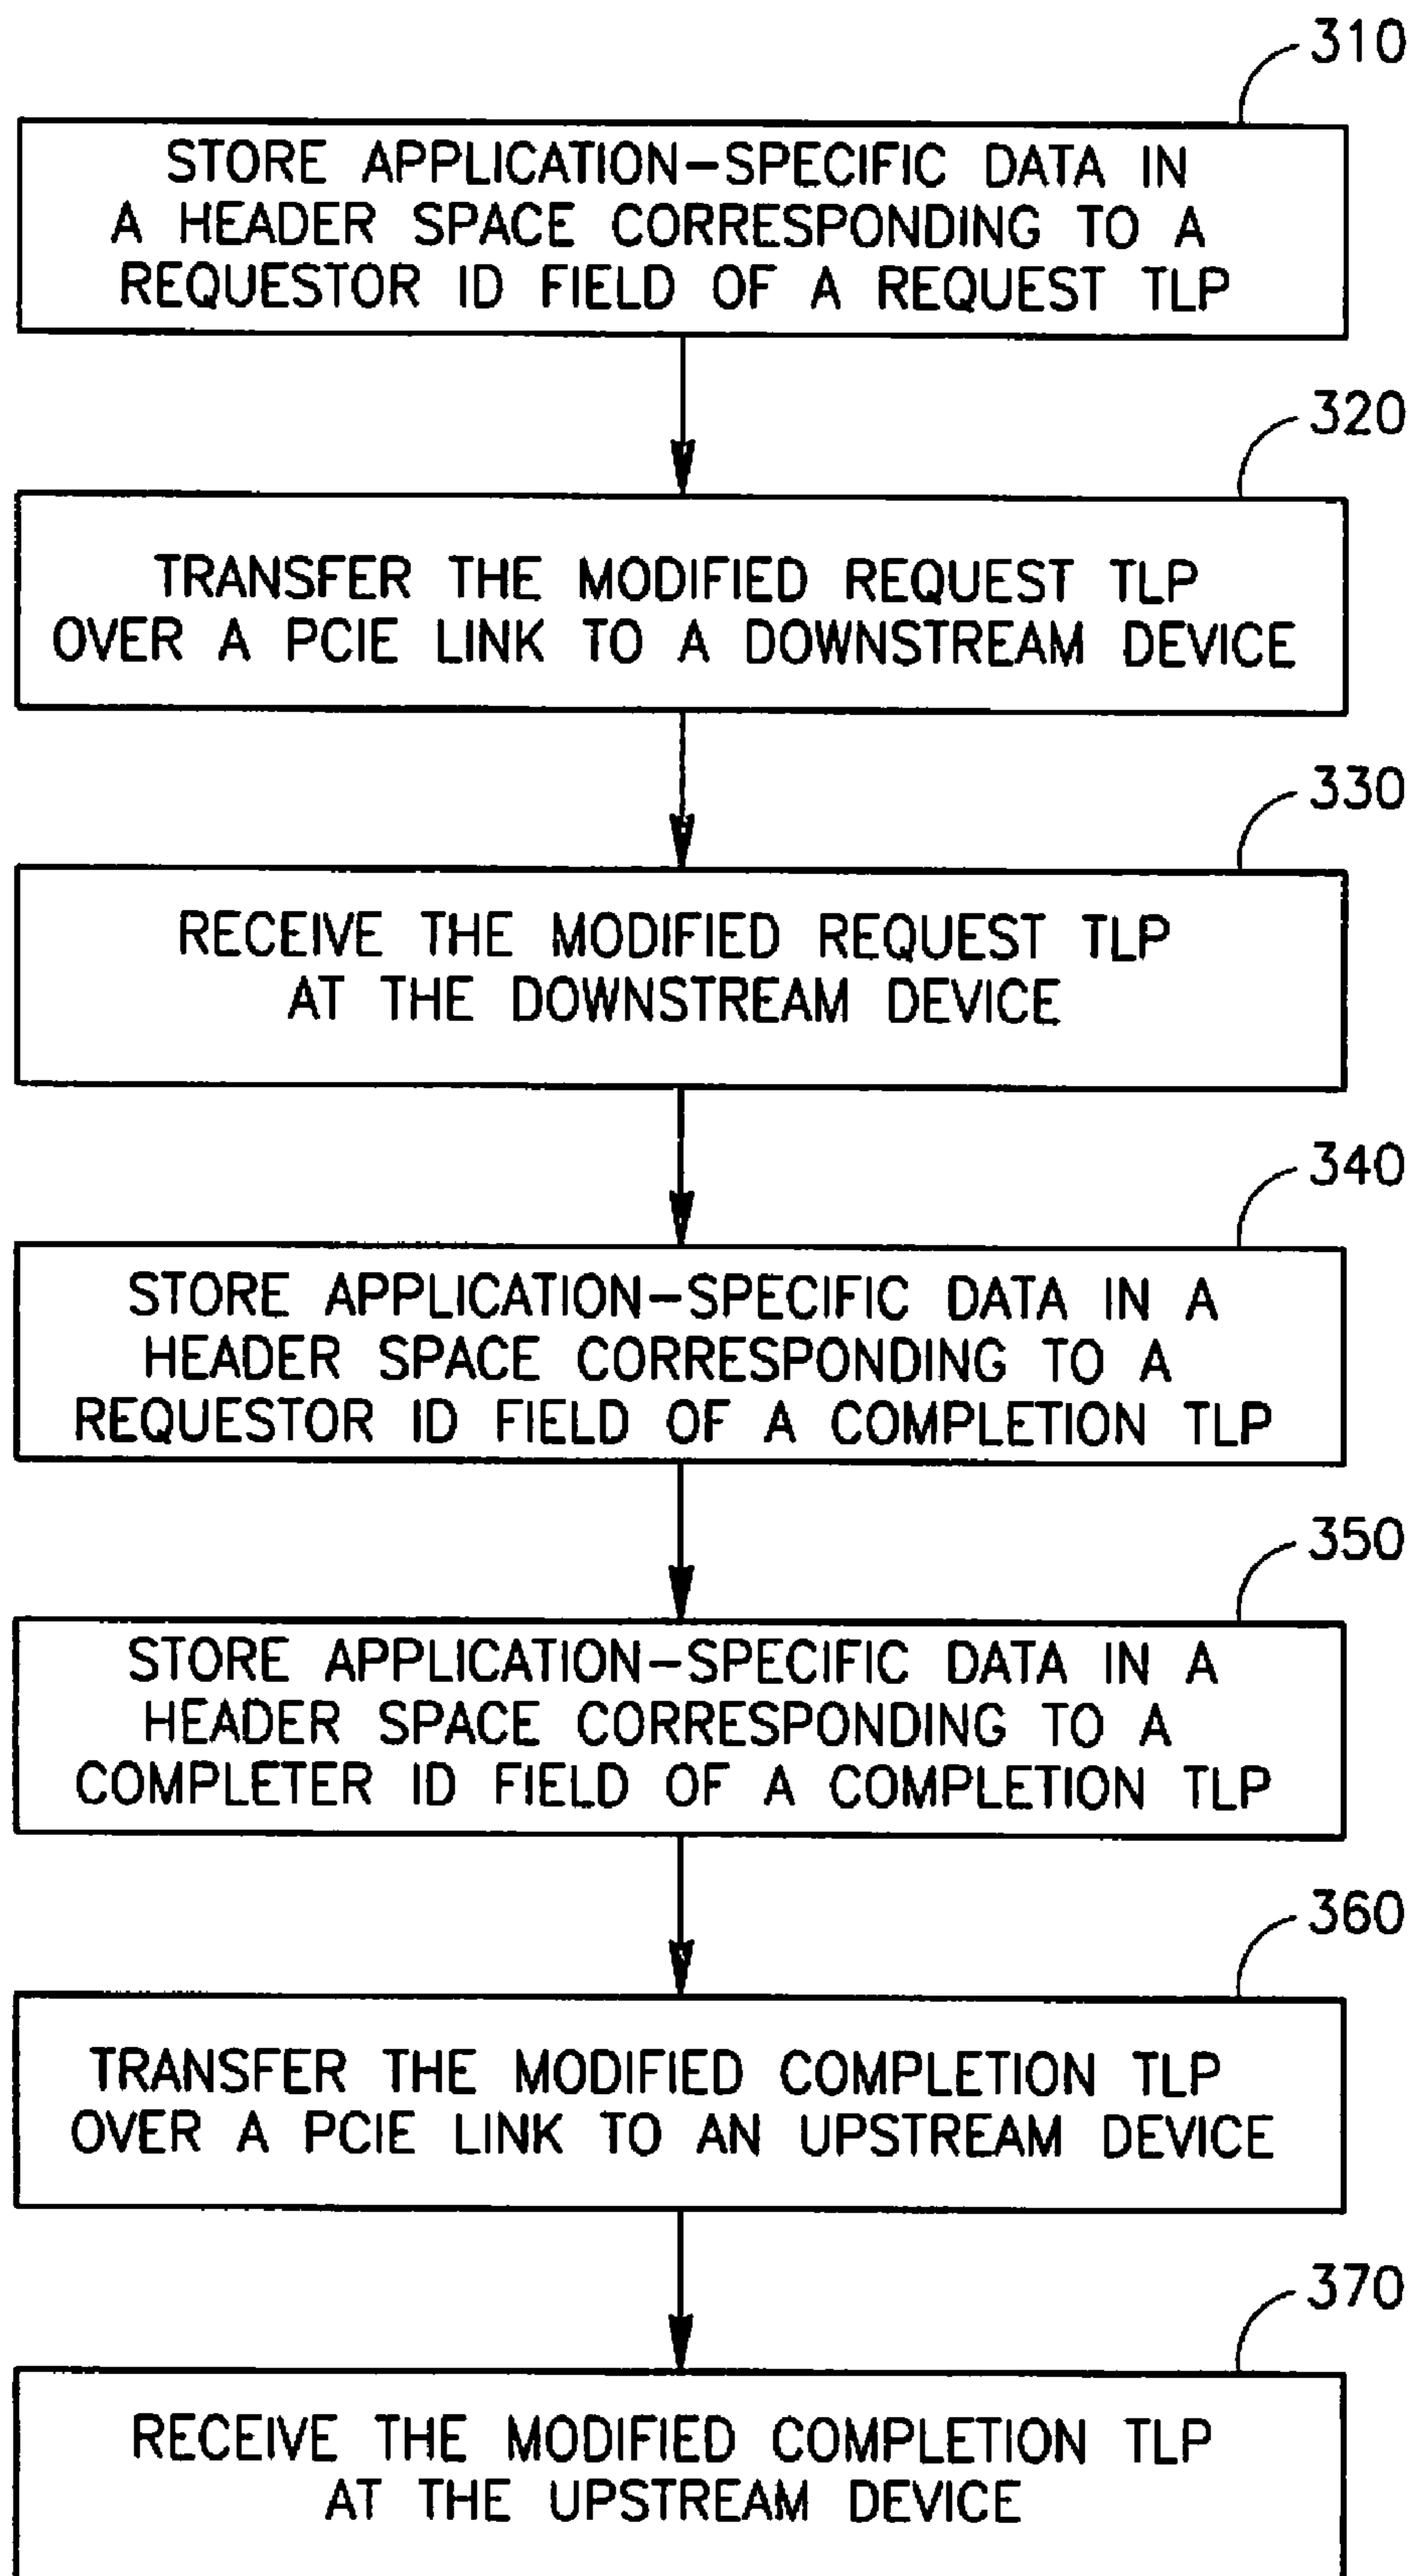 310
STORE APPLICATION-SPECIFIC DATA IN
A HEADER SPACE CORRESPONDING TO A
REQUESTOR ID FIELD OF A REQUEST TLP
320
TRANSFER THE MODIFIED REQUEST TLP
OVER A PCIE LINK TO A DOWNSTREAM DEVICE
330
RECEIVE THE MODIFIED REQUEST TLP
AT THE DOWNSTREAM DEVICE
340
STORE APPLICATION-SPECIFIC DATA IN A
HEADER SPACE CORRESPONDING TO A
REQUESTOR ID FIELD OF A COMPLETION TLP
350
STORE APPLICATION-SPECIFIC DATA IN A
HEADER SPACE CORRESPONDING TO A
COMPLETER ID FIELD OF A COMPLETION TLP
360
TRANSFER THE MODIFIED COMPLETION TLP
OVER A PCIE LINK TO AN UPSTREAM DEVICE
370
RECEIVE THE MODIFIED COMPLETION TLP
AT THE UPSTREAM DEVICE